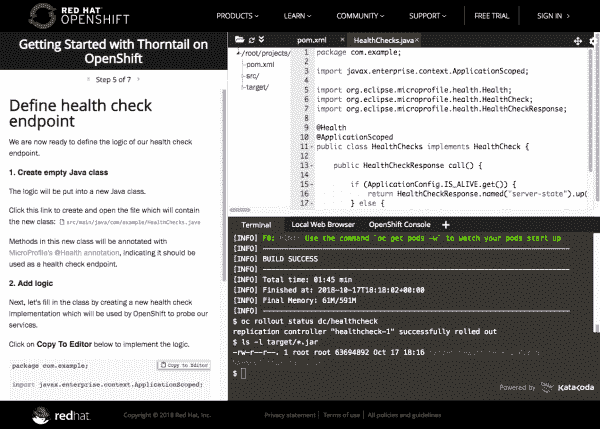 RED HAT®
OPENSHIFT
PRODUCTS
LEARN
COMMUNITY
SUPPORT
FREE TRIAL
SIGN IN
Getting Started with Thorntail on
OpenShift
Step 5 of 7
Define health check
endpoint
We are now ready to define the logic of our health check
endpoint.
1. Create empty Java class
The logic will be put into a new Java class.
Click this link to create and open the file which will contain
the new class: src/main/java/com/example/HealthChecks.java
Methods in this new class will be annotated with
MicroProfile's @Health annotation, indicating it should be
used as a health check endpoint.
2. Add logic
Next, let's fill in the class by creating a new health check
implementation which will be used by OpenShift to probe our
services.
Click on Copy To Editor below to implement the logic.
package com.example;
Copy to Editor
import javax.enterprise.context.ApplicationScoped;
/root/projects/
pom.xml
src/
target/
pom.xml ×
HealthChecks.java ×
1 package com.example;
2
3 import javax.enterprise.context.ApplicationScoped;
4
5 import org.eclipse.microprofile.health.Health;
6 import org.eclipse.microprofile.health.HealthCheck;
7 import org.eclipse.microprofile.health.HealthCheckResponse;
8
9 @Health
10 @ApplicationScoped
11 public class HealthChecks implements HealthCheck {
12
13 public HealthCheckResponse call() {
14
15 if (ApplicationConfig.IS_ALIVE.get()) {
16 return HealthCheckResponse.named("server-state").up(
17 } else {
Terminal
Local Web Browser
OpenShift Console
+
[INFO] F8: Use the command `oc get pods -w` to watch your pods start up
[INFO]
[INFO] BUILD SUCCESS
[INFO]
[INFO] Total time: 01:45 min
[INFO] Finished at: 2018-10-17T18:18:02+00:00
[INFO] Final Memory: 61M/591M
[INFO]
$ oc rollout status dc/healthcheck
replication controller "healthcheck-1" successfully rolled out
$ ls -l target/*.jar
-rw-r--r--. 1 root root 63694892 Oct 17 18:16
$
Powered by
Katacoda
redhat.
Copyright © 2018 Red Hat, Inc.
Privacy statement
Terms of use
All policies and guidelines